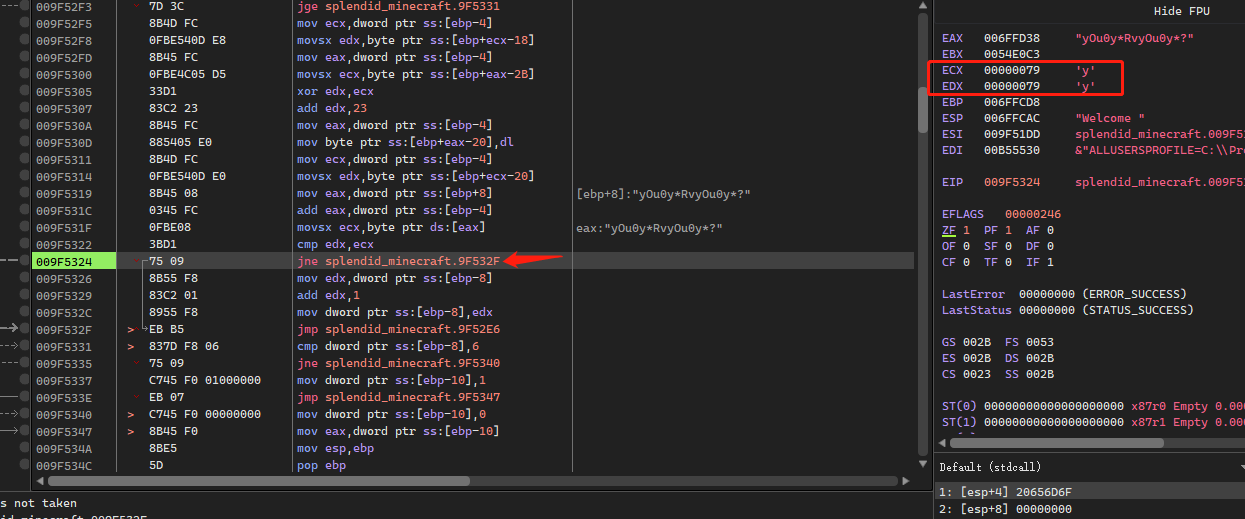 009F52F3 7D 3C jge splendid_minecraft.9F5331
009F52F5 8B4D FC mov ecx,dword ptr ss:[ebp-4]
009F52F8 0FBE540D E8 movsx edx,byte ptr ss:[ebp+ecx-18]
009F52FD 8B45 FC mov eax,dword ptr ss:[ebp-4]
009F5300 0FBE4C05 D5 movsx ecx,byte ptr ss:[ebp+eax-2B]
009F5305 33D1 xor edx,ecx
009F5307 83C2 23 add edx,23
009F530A 8B45 FC mov eax,dword ptr ss:[ebp-4]
009F530D 885405 E0 mov byte ptr ss:[ebp+eax-20],dl
009F5311 8B4D FC mov ecx,dword ptr ss:[ebp-4]
009F5314 0FBE540D E0 movsx edx,byte ptr ss:[ebp+ecx-20]
009F5319 8B45 08 mov eax,dword ptr ss:[ebp+8] [ebp+8]:"yOu0y*RvyOu0y*?"
009F531C 0345 FC add eax,dword ptr ss:[ebp-4]
009F531F 0FBE08 movsx ecx,byte ptr ds:[eax] eax:"yOu0y*RvyOu0y*?"
009F5322 3BD1 cmp edx,ecx
009F5324 75 09 jne splendid_minecraft.9F532F
009F5326 8B55 F8 mov edx,dword ptr ss:[ebp-8]
009F5329 83C2 01 add edx,1
009F532C 8955 F8 mov dword ptr ss:[ebp-8],edx
009F532F > EB B5 jmp splendid_minecraft.9F52E6
009F5331 > 837D F8 06 cmp dword ptr ss:[ebp-8],6
009F5335 75 09 jne splendid_minecraft.9F5340
009F5337 C745 F0 01000000 mov dword ptr ss:[ebp-10],1
009F533E EB 07 jmp splendid_minecraft.9F5347
009F5340 > C745 F0 00000000 mov dword ptr ss:[ebp-10],0
009F5347 > 8B45 F0 mov eax,dword ptr ss:[ebp-10]
009F534A 8BE5 mov esp,ebp
009F534C 5D pop ebp
s not taken
id_minecraft.009F532F
Hide FPU
EAX 006FFD38 "yOu0y*RvyOu0y*?"
EBX 0054E0C3
ECX 00000079 'y'
EDX 00000079 'y'
EBP 006FFCD8
ESP 006FFCAC "Welcome "
ESI 009F51DD splendid_minecraft.009F5
EDI 00B55530 &"ALLUSERSPROFILE=C:\\Pr
EIP 009F5324 splendid_minecraft.009F5
EFLAGS 00000246
ZF 1 PF 1 AF 0
OF 0 SF 0 DF 0
CF 0 TF 0 IF 1
LastError 00000000 (ERROR_SUCCESS)
LastStatus 00000000 (STATUS_SUCCESS)
GS 002B FS 0053
ES 002B DS 002B
CS 0023 SS 002B
ST(0) 00000000000000000000 x87r0 Empty 0.00
ST(1) 00000000000000000000 x87r1 Empty 0.00
Default (stdcall)
1: [esp+4] 20656D6F
2: [esp+8] 00000000